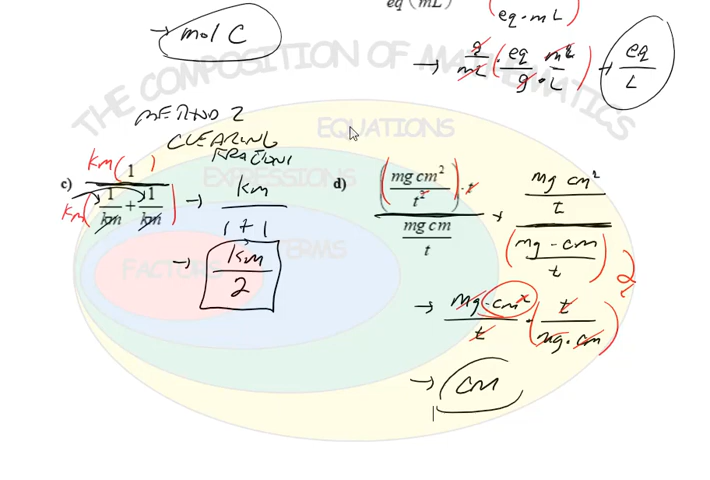 eq (mL)
(eq · mL)
→ mol C
→ g/mL · (eq/g · mL/L) → eq/L
THE COMPOSITION OF MATHEMATICS
METHOD 2
CLEARING
FRACTIONS
EQUATIONS
EXPRESSIONS
TERMS
FACTORS
c) km(1) / km(1/km + 1/km) → km / 1+1
→ km/2
d) (mg cm² / t²) · t / (mg cm / t) → (mg cm² / t) / (mg - cm / t)
→ mg · cm² / t · (t / mg · cm)
→ cm